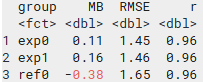 group MB RMSE r
<fct> <dbl> <dbl> <dbl>
1 exp0 0.11 1.45 0.96
2 exp1 0.16 1.46 0.96
3 ref0 -0.38 1.65 0.96